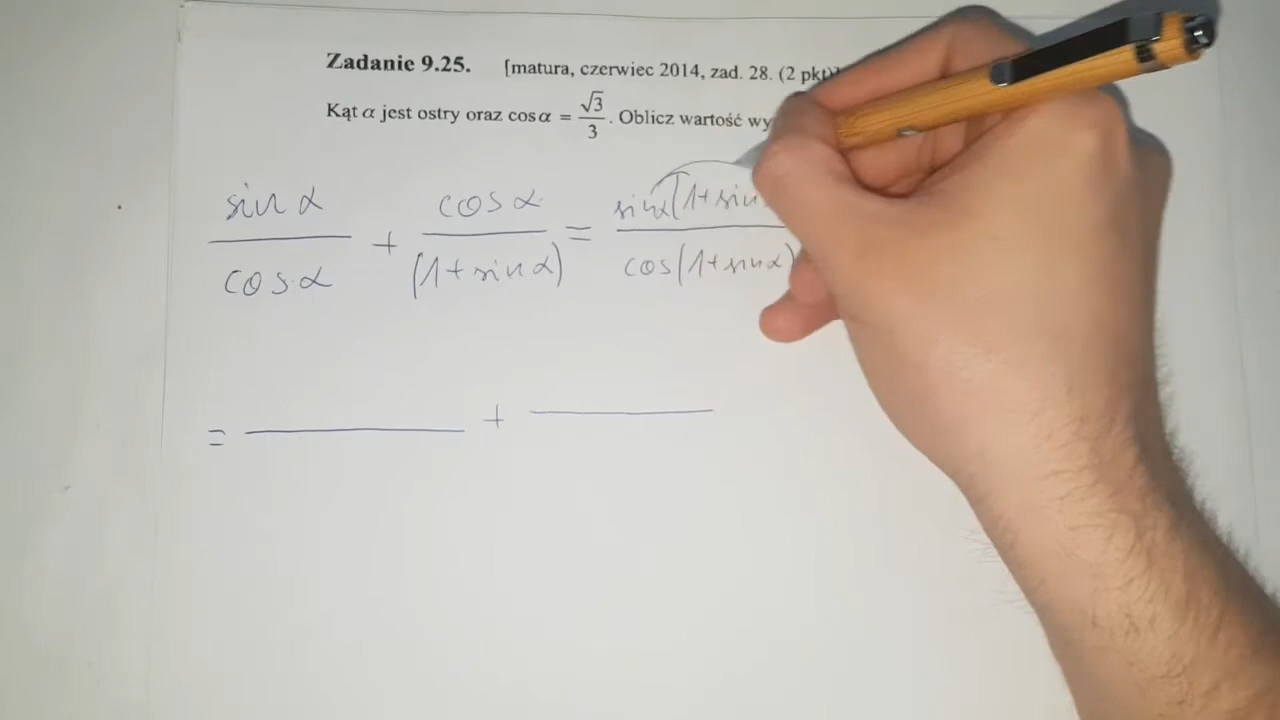 Zadanie 9.25. [matura, czerwiec 2014, zad. 28. (2 pkt)]
Kąt α jest ostry oraz cos α = √3/3. Oblicz wartość
sin α / cos α + cos α / (1 + sin α) = sin α (1 + sin / cos (1 + sin α)
= +